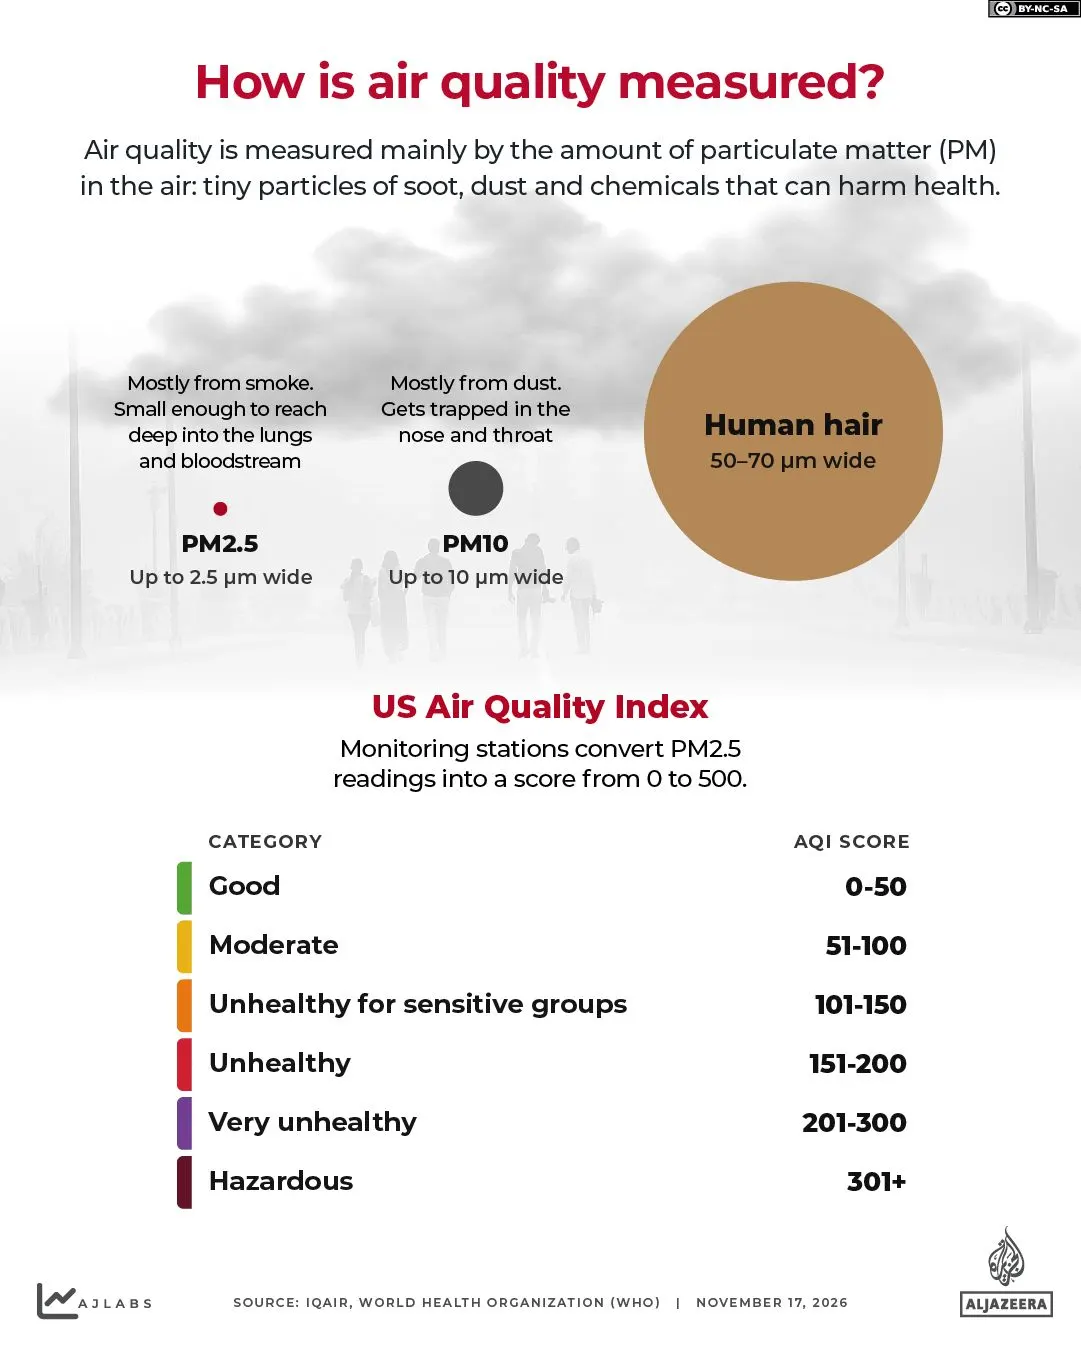 BY-NC-SA
How is air quality measured?
Air quality is measured mainly by the amount of particulate matter (PM)
in the air: tiny particles of soot, dust and chemicals that can harm health.
Mostly from smoke.
Small enough to reach
deep into the lungs
and bloodstream
PM2.5
Up to 2.5 µm wide
Mostly from dust.
Gets trapped in the
nose and throat
PM10
Up to 10 µm wide
Human hair
50–70 µm wide
US Air Quality Index
Monitoring stations convert PM2.5
readings into a score from 0 to 500.
CATEGORY AQI SCORE
Good 0-50
Moderate 51-100
Unhealthy for sensitive groups 101-150
Unhealthy 151-200
Very unhealthy 201-300
Hazardous 301+
AJLABS
SOURCE: IQAIR, WORLD HEALTH ORGANIZATION (WHO) | NOVEMBER 17, 2026
الجزيرة
ALJAZEERA